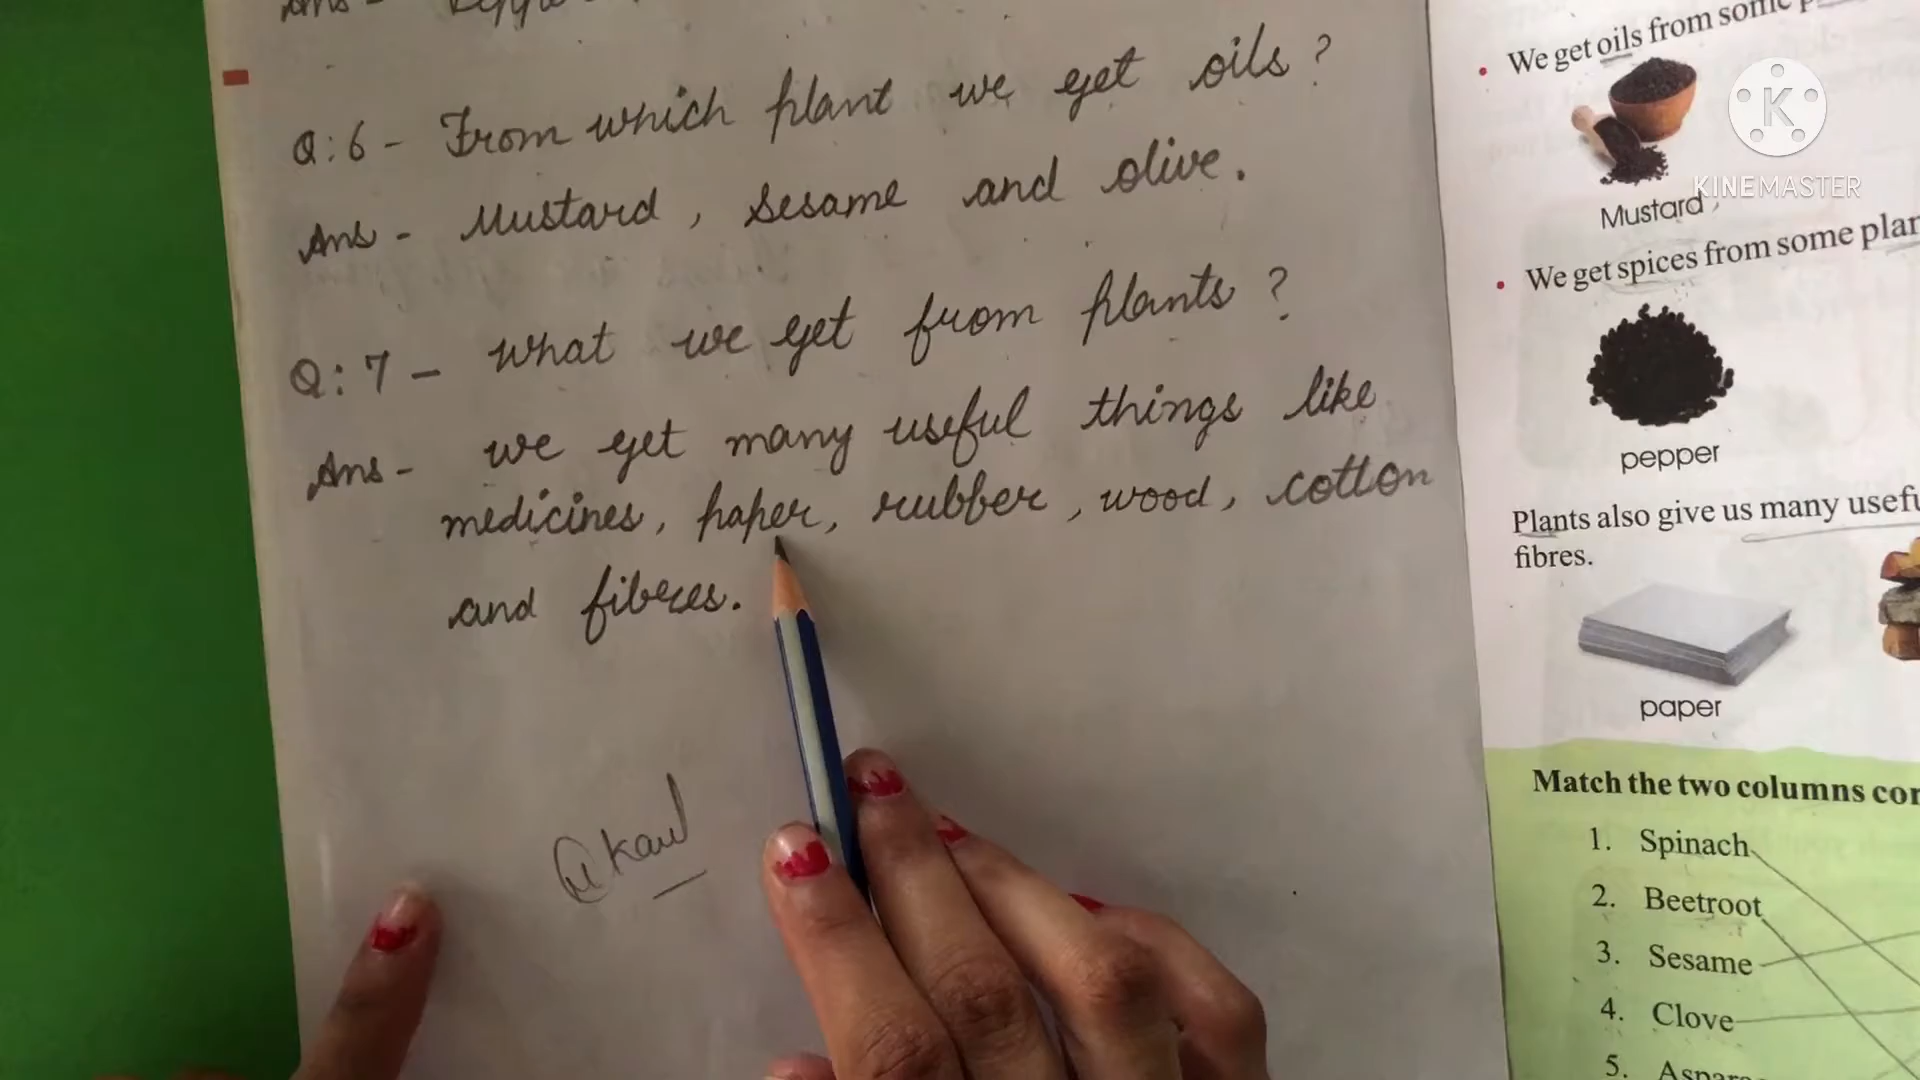 Ans -
Q:6 - From which plant we get oils?
Ans - Mustard, Sesame and olive.
Q:7 - what we get from plants?
Ans - we get many useful things like
medicines, paper, rubber, wood, cotton
and fibres.
We get oils from some
KINEMASTER
Mustard
We get spices from some plan
pepper
Plants also give us many usefu
fibres.
paper
Match the two columns cor
1. Spinach
2. Beetroot
3. Sesame
4. Clove
5. Aspara